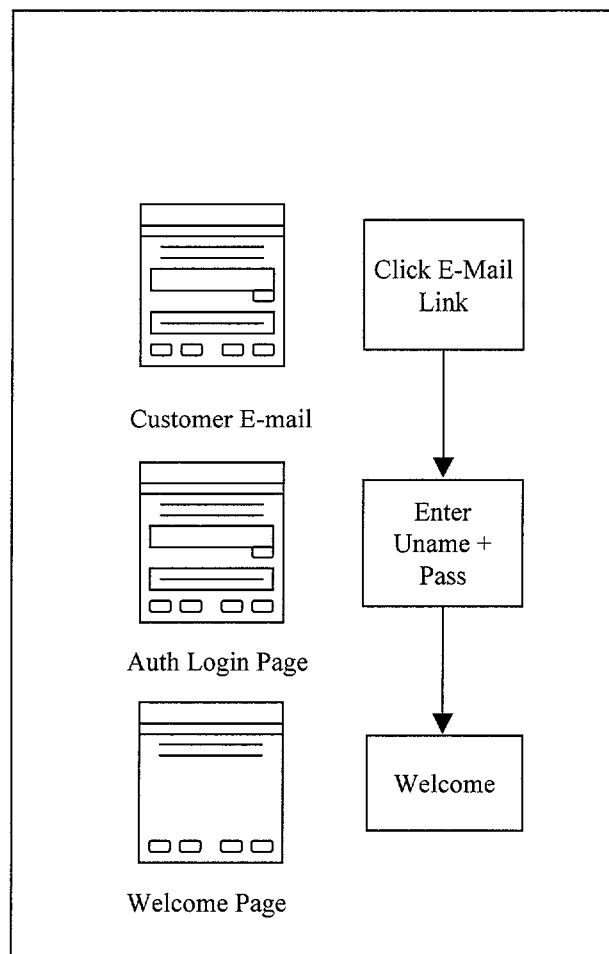 Click E-Mail
Link
Customer E-mail
Enter
Uname +
Pass
Auth Login Page
Welcome
Welcome Page